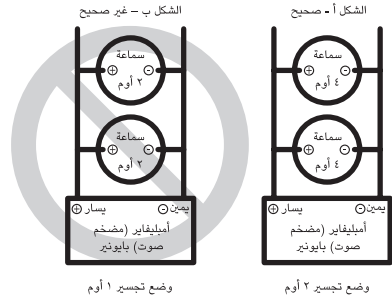 الشكل أ - صحيح
سماعة
⊕ ⊖
٤ أوم
سماعة
⊕ ⊖
٤ أوم
يمين⊖ يسار ⊕
أمبليفاير (مضخم
صوت) بايونير
وضع تجسير ٢ أوم
الشكل ب – غير صحيح
سماعة
⊕ ⊖
٢ أوم
سماعة
⊕ ⊖
٢ أوم
يمين⊖ يسار ⊕
أمبليفاير (مضخم
صوت) بايونير
وضع تجسير ١ أوم